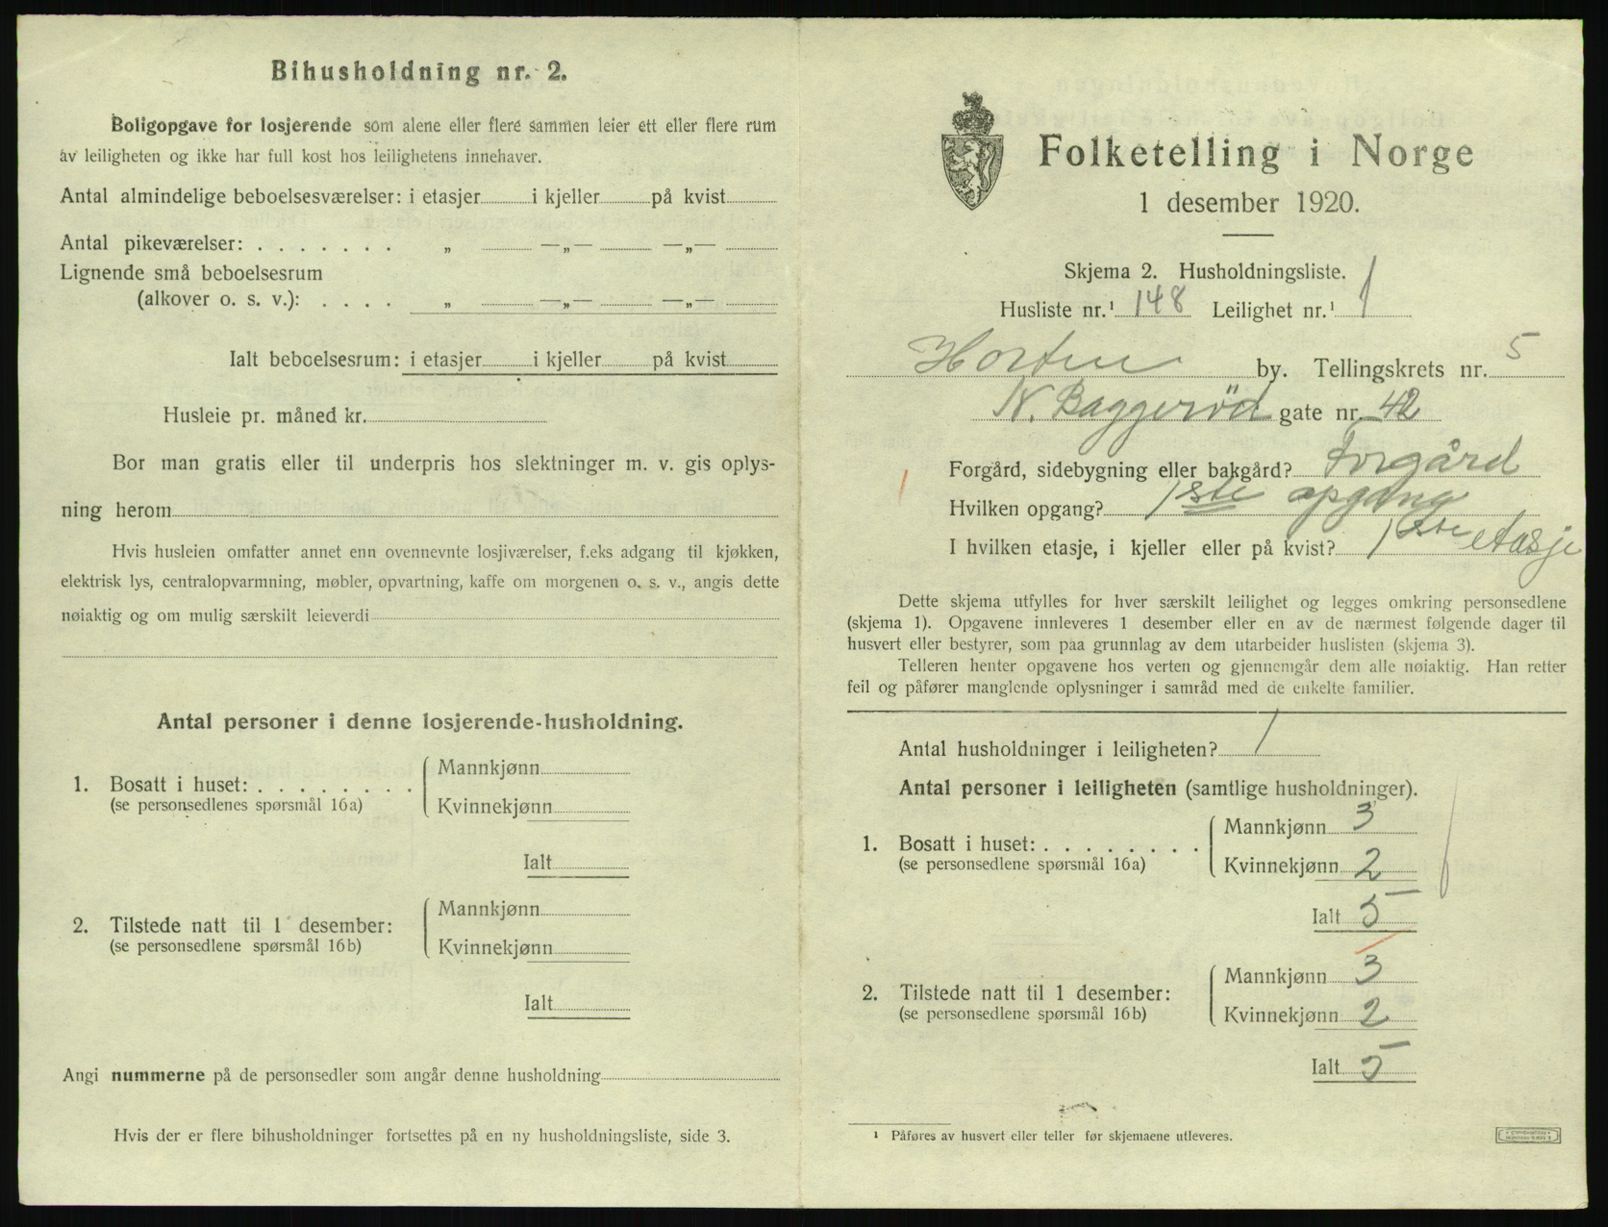 Bihusholdning nr. 2.
Boligopgave for losjerende som alene eller flere sammen leier ett eller flere rum
av leiligheten og ikke har full kost hos leilighetens innehaver.
Antal almindelige beboelsesværelser: i etasjer i kjeller på kvist
Antal pikeværelser: . . . . . . . „ —„— —„—
Lignende små beboelsesrum
(alkover o. s. v.): . . . . „ —„— —„—
Ialt beboelsesrum: i etasjer i kjeller på kvist
Husleie pr. måned kr.
Bor man gratis eller til underpris hos slektninger m. v. gis oplys-
ning herom
Hvis husleien omfatter annet enn ovennevnte losjiværelser, f.eks adgang til kjøkken,
elektrisk lys, centralopvarmning, møbler, opvartning, kaffe om morgenen o. s. v., angis dette
nøiaktig og om mulig særskilt leieverdi
Antal personer i denne losjerende-husholdning.
1. Bosatt i huset: . . . . . . . .
(se personsedlenes spørsmål 16a)
Mannkjønn
Kvinnekjønn
Ialt
2. Tilstede natt til 1 desember:
(se personsedlene spørsmål 16b)
Mannkjønn
Kvinnekjønn
Ialt
Angi nummerne på de personsedler som angår denne husholdning
Hvis der er flere bihusholdninger fortsettes på en ny husholdningsliste, side 3.
Folketelling i Norge
1 desember 1920.
Skjema 2. Husholdningsliste.
Husliste nr.¹ 148 Leilighet nr.¹ 1
Horten by. Tellingskrets nr. 5
N. Baggerød gate nr. 42
Forgård, sidebygning eller bakgård? Forgård
Hvilken opgang? 1ste opgang
I hvilken etasje, i kjeller eller på kvist? 1ste etasje
Dette skjema utfylles for hver særskilt leilighet og legges omkring personsedlene
(skjema 1). Opgavene innleveres 1 desember eller en av de nærmest følgende dager til
husvert eller bestyrer, som paa grunnlag av dem utarbeider huslisten (skjema 3).
Telleren henter opgavene hos verten og gjennemgår dem alle nøiaktig. Han retter
feil og påfører manglende oplysninger i samråd med de enkelte familier.
Antal husholdninger i leiligheten? 1
Antal personer i leiligheten (samtlige husholdninger).
1. Bosatt i huset: . . . . . . . .
(se personsedlene spørsmål 16a)
Mannkjønn 3
Kvinnekjønn 2
Ialt 5
2. Tilstede natt til 1 desember:
(se personsedlene spørsmål 16b)
Mannkjønn 3
Kvinnekjønn 2
Ialt 5
¹ Påføres av husvert eller teller før skjemaene utleveres.